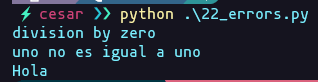 ⚡ cesar ❯❯ python .\22_errors.py
division by zero
uno no es igual a uno
Hola